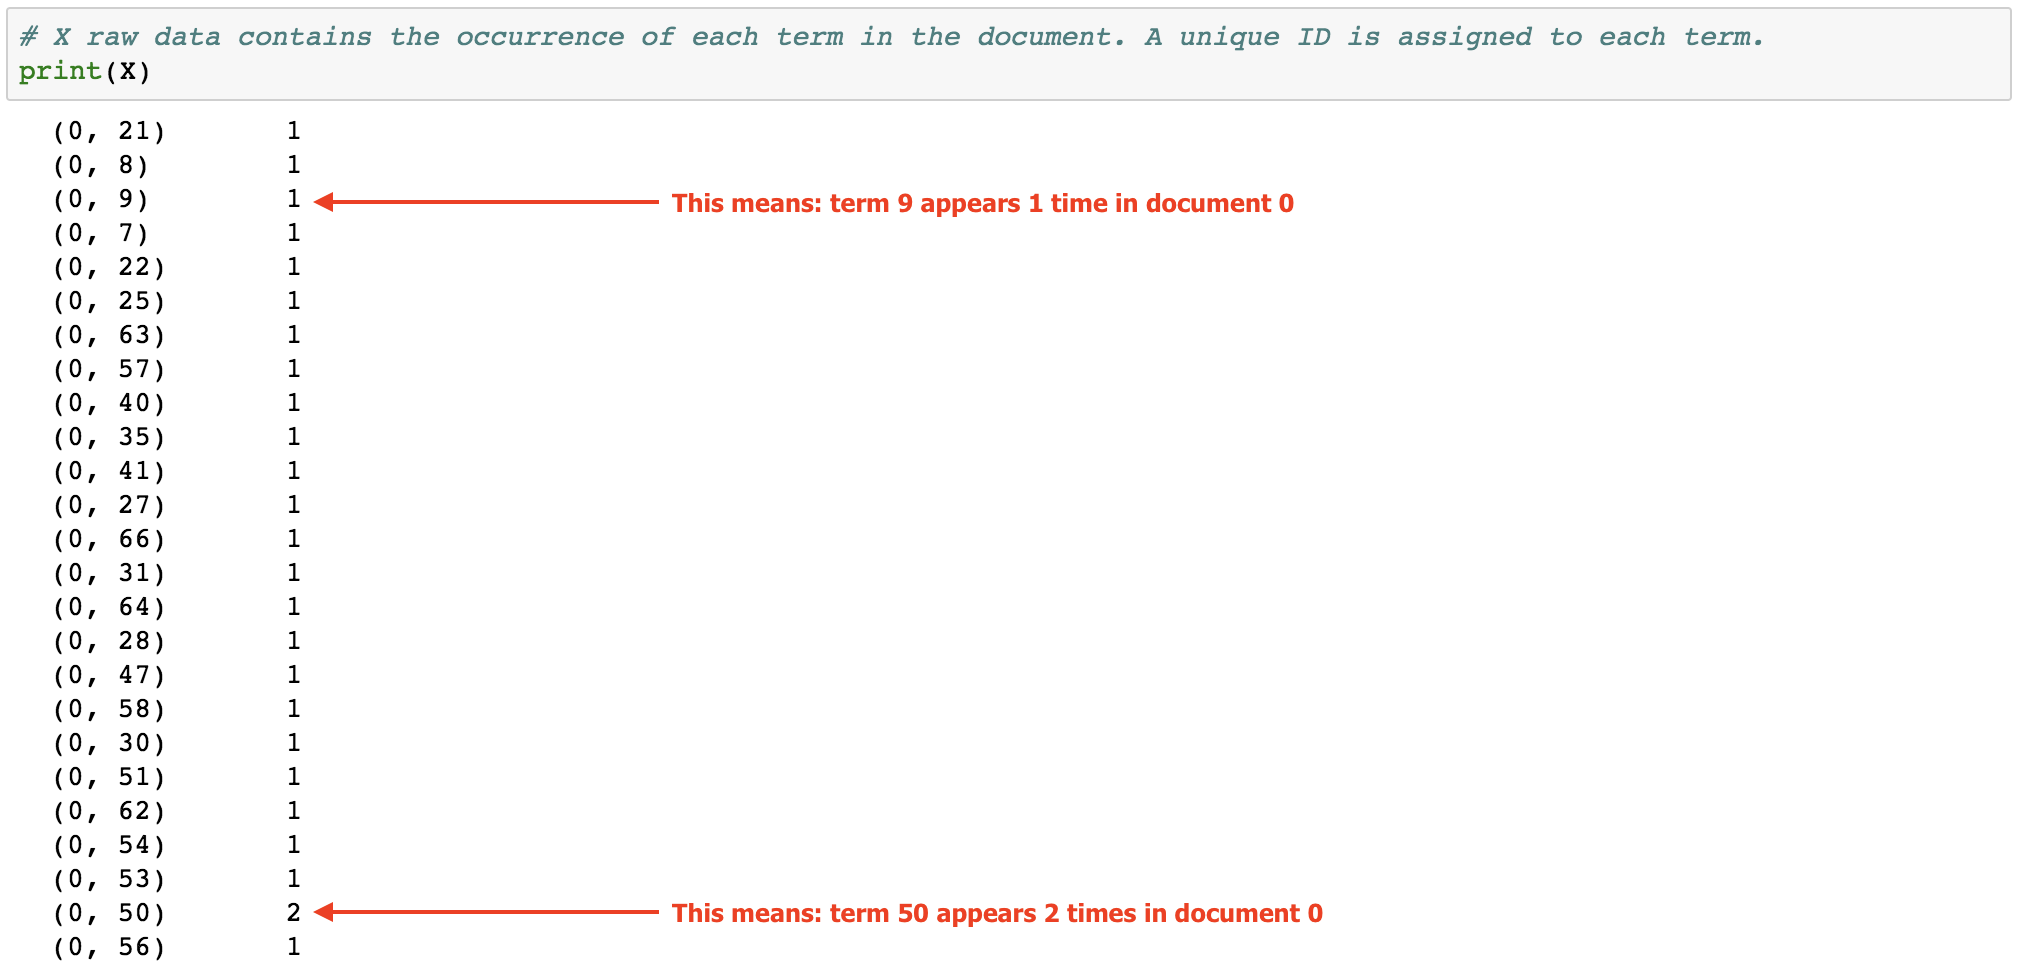 # X raw data contains the occurrence of each term in the document. A unique ID is assigned to each term.
print(X)
(0, 21) 1
(0, 8) 1
(0, 9) 1 This means: term 9 appears 1 time in document 0
(0, 7) 1
(0, 22) 1
(0, 25) 1
(0, 63) 1
(0, 57) 1
(0, 40) 1
(0, 35) 1
(0, 41) 1
(0, 27) 1
(0, 66) 1
(0, 31) 1
(0, 64) 1
(0, 28) 1
(0, 47) 1
(0, 58) 1
(0, 30) 1
(0, 51) 1
(0, 62) 1
(0, 54) 1
(0, 53) 1
(0, 50) 2 This means: term 50 appears 2 times in document 0
(0, 56) 1